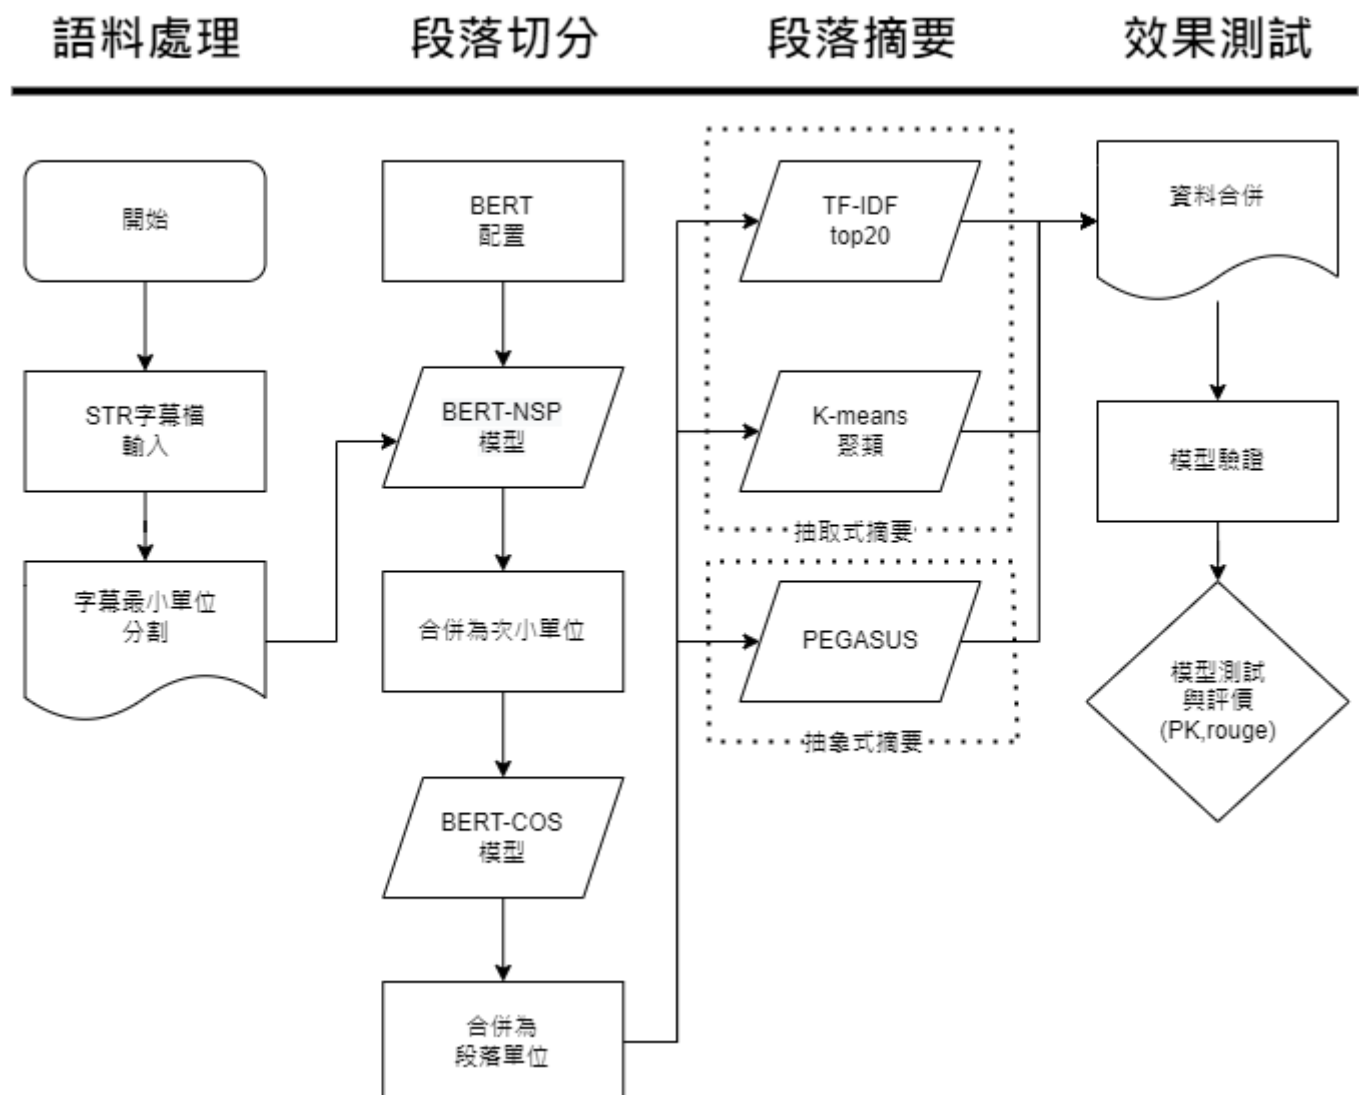 語料處理
段落切分
段落摘要
效果測試
開始
STR字幕檔
輸入
字幕最小單位
分割
BERT
配置
BERT-NSP
模型
合併為次小單位
BERT-COS
模型
合併為
段落單位
TF-IDF
top20
K-means
聚類
抽取式摘要
PEGASUS
抽象式摘要
資料合併
模型驗證
模型測試
與評價
(PK,rouge)